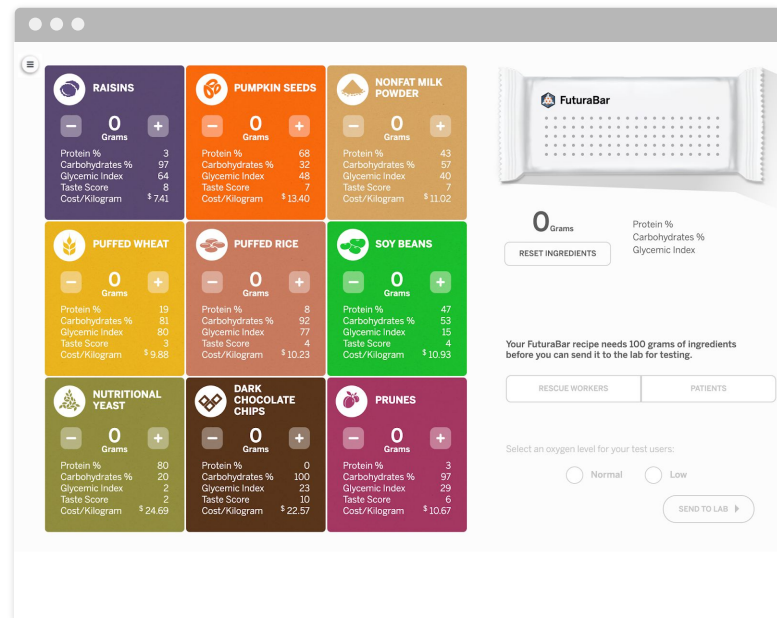 RAISINS
0
Grams
Protein % 3
Carbohydrates % 97
Glycemic Index 64
Taste Score 8
Cost/Kilogram $ 7.41
PUMPKIN SEEDS
0
Grams
Protein % 68
Carbohydrates % 32
Glycemic Index 48
Taste Score 7
Cost/Kilogram $ 13.40
NONFAT MILK
POWDER
0
Grams
Protein % 43
Carbohydrates % 57
Glycemic Index 40
Taste Score 7
Cost/Kilogram $ 11.02
PUFFED WHEAT
0
Grams
Protein % 19
Carbohydrates % 81
Glycemic Index 80
Taste Score 3
Cost/Kilogram $ 9.88
PUFFED RICE
0
Grams
Protein % 8
Carbohydrates % 92
Glycemic Index 77
Taste Score 4
Cost/Kilogram $ 10.23
SOY BEANS
0
Grams
Protein % 47
Carbohydrates % 53
Glycemic Index 15
Taste Score 4
Cost/Kilogram $ 10.93
NUTRITIONAL
YEAST
0
Grams
Protein % 80
Carbohydrates % 20
Glycemic Index 2
Taste Score 2
Cost/Kilogram $ 24.69
DARK
CHOCOLATE
CHIPS
0
Grams
Protein % 0
Carbohydrates % 100
Glycemic Index 23
Taste Score 10
Cost/Kilogram $ 22.57
PRUNES
0
Grams
Protein % 3
Carbohydrates % 97
Glycemic Index 29
Taste Score 6
Cost/Kilogram $ 10.67
FuturaBar
0 Grams
RESET INGREDIENTS
Protein %
Carbohydrates %
Glycemic Index
Your FuturaBar recipe needs 100 grams of ingredients
before you can send it to the lab for testing.
RESCUE WORKERS PATIENTS
Select an oxygen level for your test users:
Normal Low
SEND TO LAB